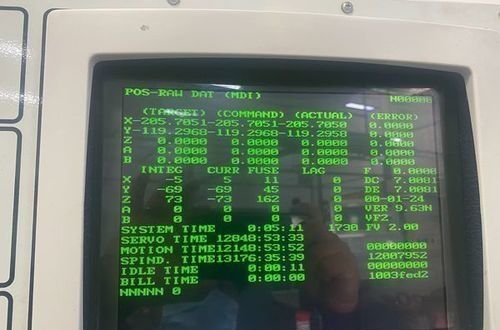 POS-RAW DAT (MDI) N00000
(TARGET) (COMMAND) (ACTUAL) (ERROR)
X-205.7051-205.7051-205.7050 0.0000
Y-119.2968-119.2968-119.2958 0.0000
Z 0.0000 0.0000 0.0000 0.0000
A 0.0000 0.0000 0.0000 0.0000
B 0.0000 0.0000 0.0000 0.0000
INTEG CURR FUSE LAG F 0.0000
X -5 5 11 0 DC 7.0081
Y -69 -69 45 0 DE 7.0081
Z 73 -73 162 0 00-01-24
A 0 0 0 0 VER 9.63N
B 0 0 0 0 VF2
SYSTEM TIME 0:05:11 1730 FV 2.00
SERVO TIME 12848:53:33
MOTION TIME12148:53:52 00000000
SPIND. TIME13176:35:39 12007952
IDLE TIME 0:00:11 00000000
BILL TIME 0:00:00 1003fed2
NNNNN 0